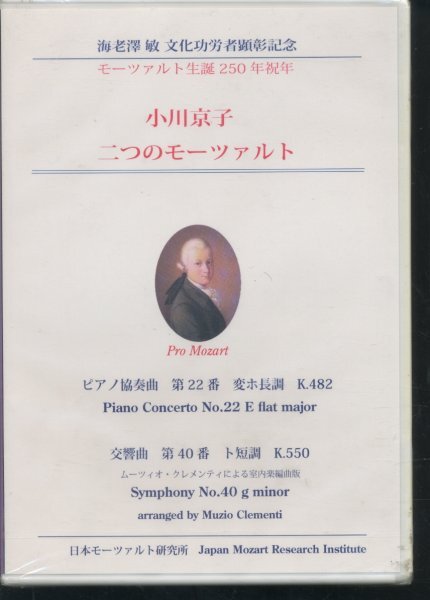 海老澤 敏 文化功労者顕彰記念
モーツァルト生誕 250 年祝年
小川京子
二つのモーツァルト
Pro Mozart
ピアノ協奏曲 第 22 番 変ホ長調 K.482
Piano Concerto No.22 E flat major
交響曲 第 40 番 ト短調 K.550
ムーツィオ・クレメンティによる室内楽編曲版
Symphony No.40 g minor
arranged by Muzio Clementi
日本モーツァルト研究所 Japan Mozart Research Institute